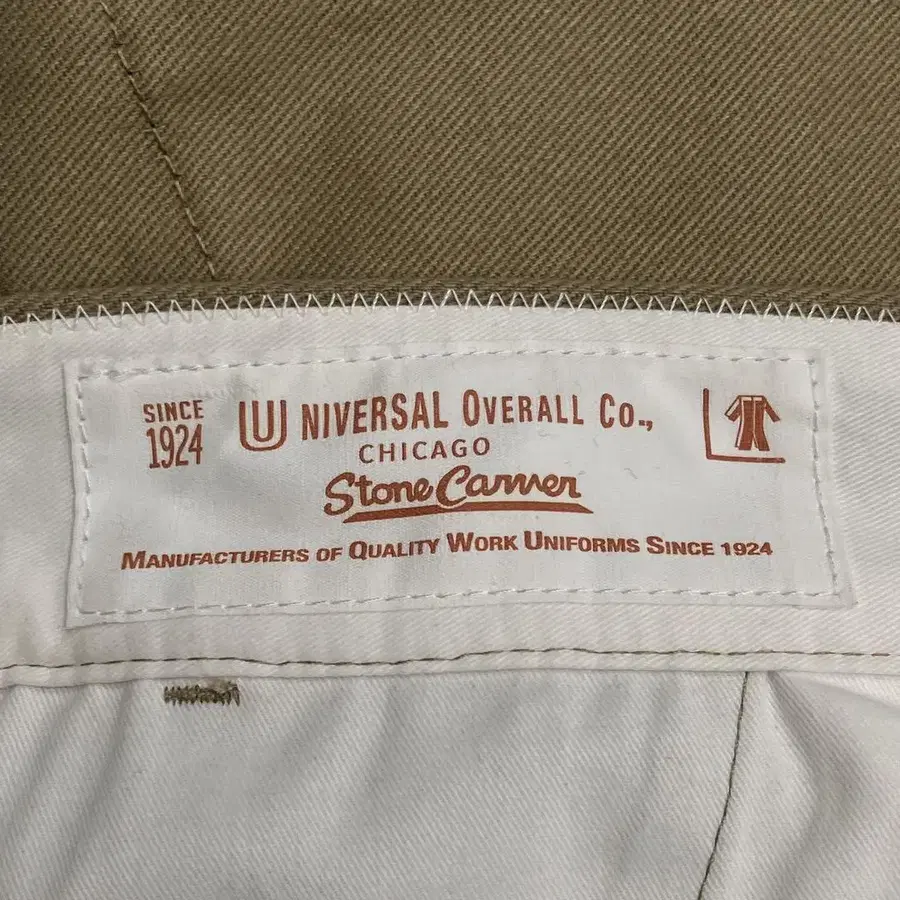 SINCE 1924
UNIVERSAL OVERALL CO.,
CHICAGO
Stone Carver
MANUFACTURERS OF QUALITY WORK UNIFORMS SINCE 1924